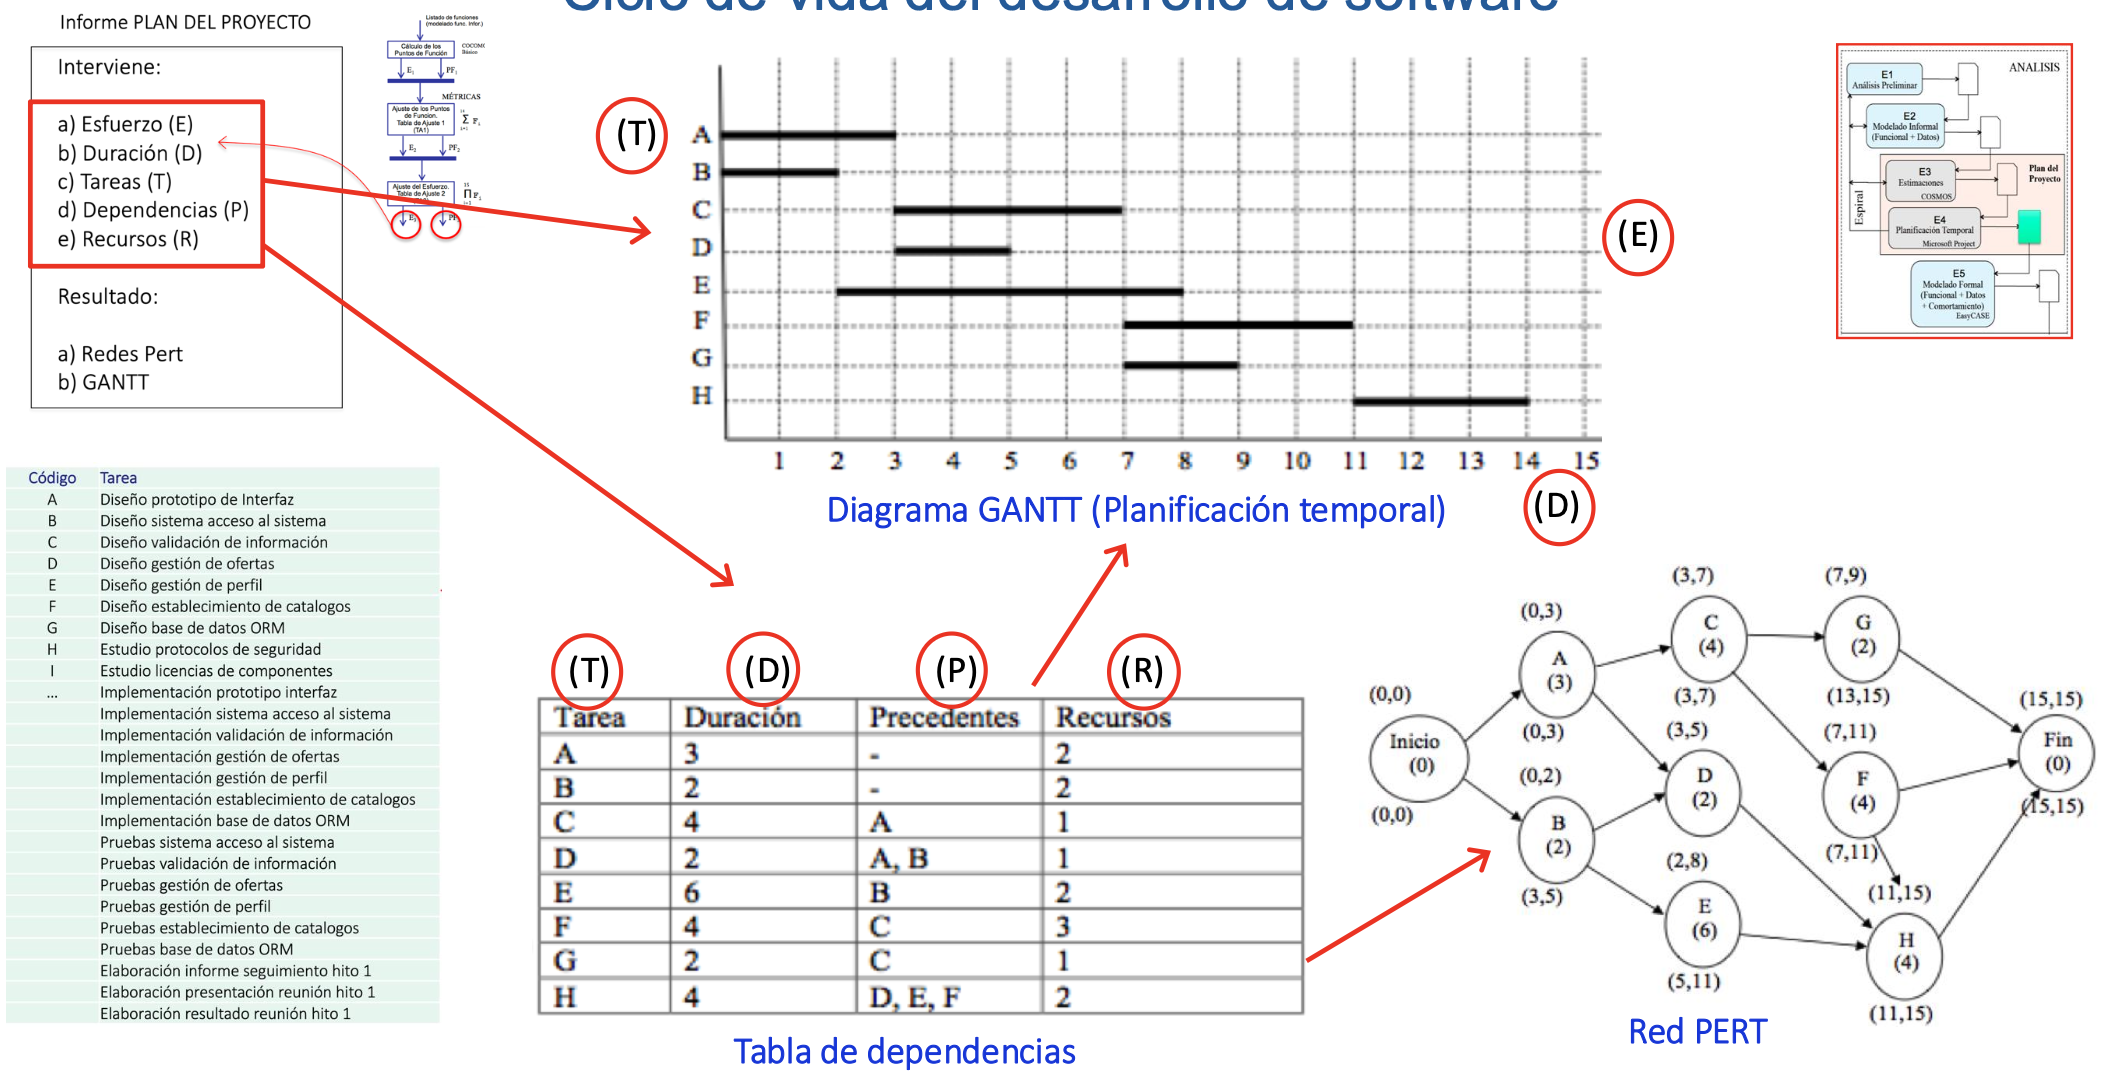 Ciclo de vida del desarrollo de software
Informe PLAN DEL PROYECTO
Interviene:
a) Esfuerzo (E)
b) Duración (D)
c) Tareas (T)
d) Dependencias (P)
e) Recursos (R)
Resultado:
a) Redes Pert
b) GANTT
Listado de funciones
(modelado func. Infor.)
Cálculo de los
Puntos de Función
COCOMO
Básico
E1
PF1
MÉTRICAS
Ajuste de los Puntos
de Funcion.
Tabla de Ajuste 1
(TA1)
E2
PF2
Ajuste del Esfuerzo.
Tabla de Ajuste 2
E3
PF
(T)
A
B
C
D
E
F
G
H
1 2 3 4 5 6 7 8 9 10 11 12 13 14 15
(E)
(D)
Diagrama GANTT (Planificación temporal)
ANALISIS
E1
Análisis Preliminar
E2
Modelado Informal
(Funcional + Datos)
Plan del
Proyecto
E3
Estimaciones
COSMOS
E4
Planificación Temporal
Microsoft Project
Espiral
E5
Modelado Formal
(Funcional + Datos
+ Comortamiento)
EasyCASE
Código Tarea
A Diseño prototipo de Interfaz
B Diseño sistema acceso al sistema
C Diseño validación de información
D Diseño gestión de ofertas
E Diseño gestión de perfil
F Diseño establecimiento de catalogos
G Diseño base de datos ORM
H Estudio protocolos de seguridad
I Estudio licencias de componentes
... Implementación prototipo interfaz
Implementación sistema acceso al sistema
Implementación validación de información
Implementación gestión de ofertas
Implementación gestión de perfil
Implementación establecimiento de catalogos
Implementación base de datos ORM
Pruebas sistema acceso al sistema
Pruebas validación de información
Pruebas gestión de ofertas
Pruebas gestión de perfil
Pruebas establecimiento de catalogos
Pruebas base de datos ORM
Elaboración informe seguimiento hito 1
Elaboración presentación reunión hito 1
Elaboración resultado reunión hito 1
(T) (D) (P) (R)
Tarea Duración Precedentes Recursos
A 3 - 2
B 2 - 2
C 4 A 1
D 2 A, B 1
E 6 B 2
F 4 C 3
G 2 C 1
H 4 D, E, F 2
Tabla de dependencias
(0,0)
Inicio
(0)
(0,0)
(0,3)
A
(3)
(0,3)
(0,2)
B
(2)
(3,5)
(3,7)
C
(4)
(3,7)
(3,5)
D
(2)
(2,8)
E
(6)
(5,11)
(7,9)
G
(2)
(13,15)
(7,11)
F
(4)
(7,11)
(11,15)
H
(4)
(11,15)
(15,15)
Fin
(0)
(15,15)
Red PERT